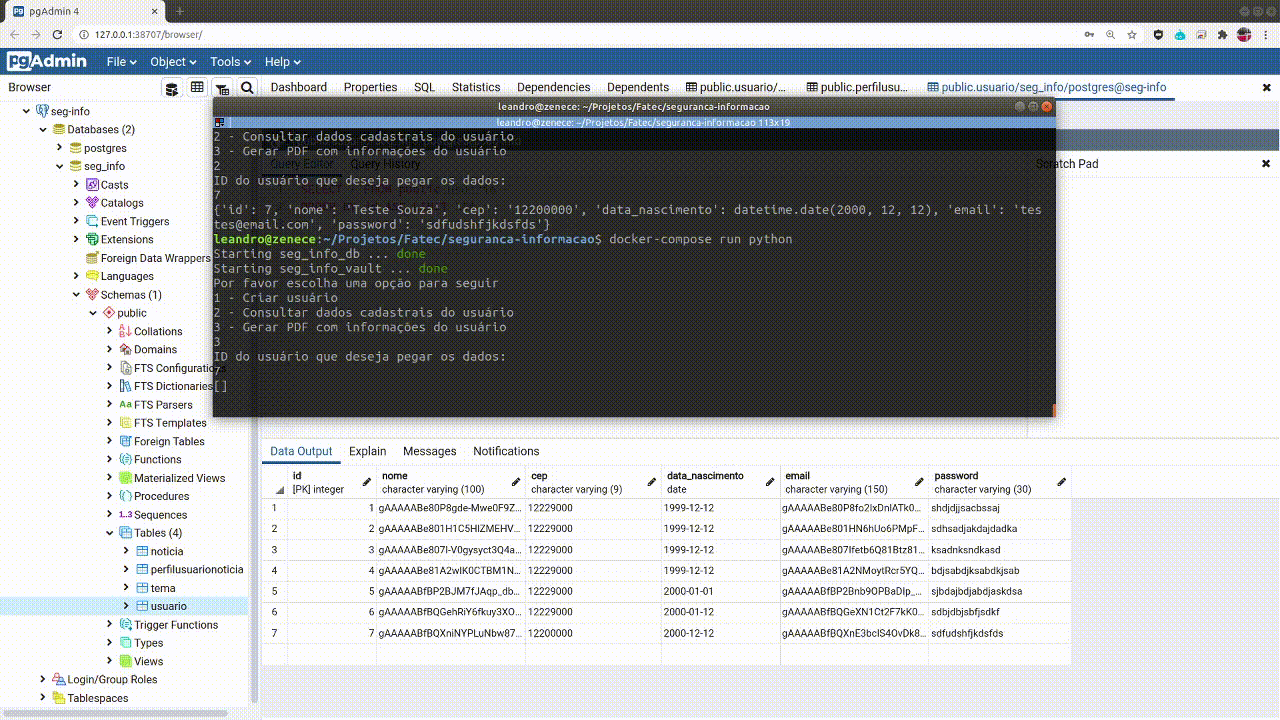 pgAdmin 4
127.0.0.1:38707/browser/
pgAdmin File Object Tools Help
Browser
Dashboard Properties SQL Statistics Dependencies Dependents public.usuario/... public.perfilusu... public.usuario/seg_info/postgres@seg-info
seg-info
Databases (2)
postgres
seg_info
Casts
Catalogs
Event Triggers
Extensions
Foreign Data Wrappers
Languages
Schemas (1)
public
Collations
Domains
FTS Configurations
FTS Dictionaries
FTS Parsers
FTS Templates
Foreign Tables
Functions
Materialized Views
Procedures
1.3 Sequences
Tables (4)
noticia
perfilusuarionoticia
tema
usuario
Trigger Functions
Types
Views
Login/Group Roles
Tablespaces
leandro@zenece: ~/Projetos/Fatec/seguranca-informacao
leandro@zenece: ~/Projetos/Fatec/seguranca-informacao 113x19
2 - Consultar dados cadastrais do usuário
3 - Gerar PDF com informações do usuário
2
ID do usuário que deseja pegar os dados:
7
{'id': 7, 'nome': 'Teste Souza', 'cep': '12200000', 'data_nascimento': datetime.date(2000, 12, 12), 'email': 'tes
tes@email.com', 'password': 'sdfudshfjkdsfds'}
leandro@zenece:~/Projetos/Fatec/seguranca-informacao$ docker-compose run python
Starting seg_info_db ... done
Starting seg_info_vault ... done
Por favor escolha uma opção para seguir
1 - Criar usuário
2 - Consultar dados cadastrais do usuário
3 - Gerar PDF com informações do usuário
3
ID do usuário que deseja pegar os dados:
7
[]
Query Editor Query History
Scratch Pad
Data Output Explain Messages Notifications
id nome cep data_nascimento email password
[PK] integer character varying (100) character varying (9) date character varying (150) character varying (30)
1 1 gAAAAABe80P8gde-Mwe0F9Z... 12229000 1999-12-12 gAAAAABe80P8fo2IxDnlATk0... shdjdjjsacbssaj
2 2 gAAAAABe801H1C5HIZMEHV... 12229000 1999-12-12 gAAAAABe801HN6hUo6PMpF... sdhsadjakdajdadka
3 3 gAAAAABe807I-V0gysyct3Q4a... 12229000 1999-12-12 gAAAAABe807Ifetb6Q81Btz81... ksadnksndkasd
4 4 gAAAAABe81A2wIK0CTBM1N... 12229000 1999-12-12 gAAAAABe81A2NMoytRcr5YQ... bdjsabdjksabdkjsab
5 5 gAAAAABfBP2BJM7fJAqp_db... 12229000 2000-01-01 gAAAAABfBP2Bnb9OPBaDlp_... sjbdajbdjabdjaskdsa
6 6 gAAAAABfBQGehRiY6fkuy3XO... 12229000 2000-01-12 gAAAAABfBQGeXN1Ct2F7kK0... sdbjdbjsbfjsdkf
7 7 gAAAAABfBQXniNYPLuNbw87... 12200000 2000-12-12 gAAAAABfBQXnE3bclS4OvDk8... sdfudshfjkdsfds